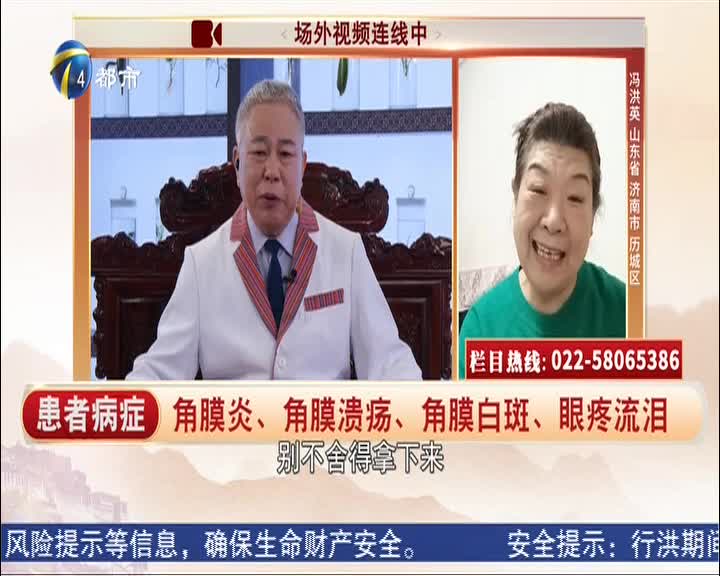 场外视频连线中
4 都市
冯洪英 山东省 济南市 历城区
栏目热线: 022-58065386
患者病症
角膜炎、角膜溃疡、角膜白斑、眼疼流泪
别不舍得拿下来
风险提示等信息，确保生命财产安全。 安全提示：行洪期间